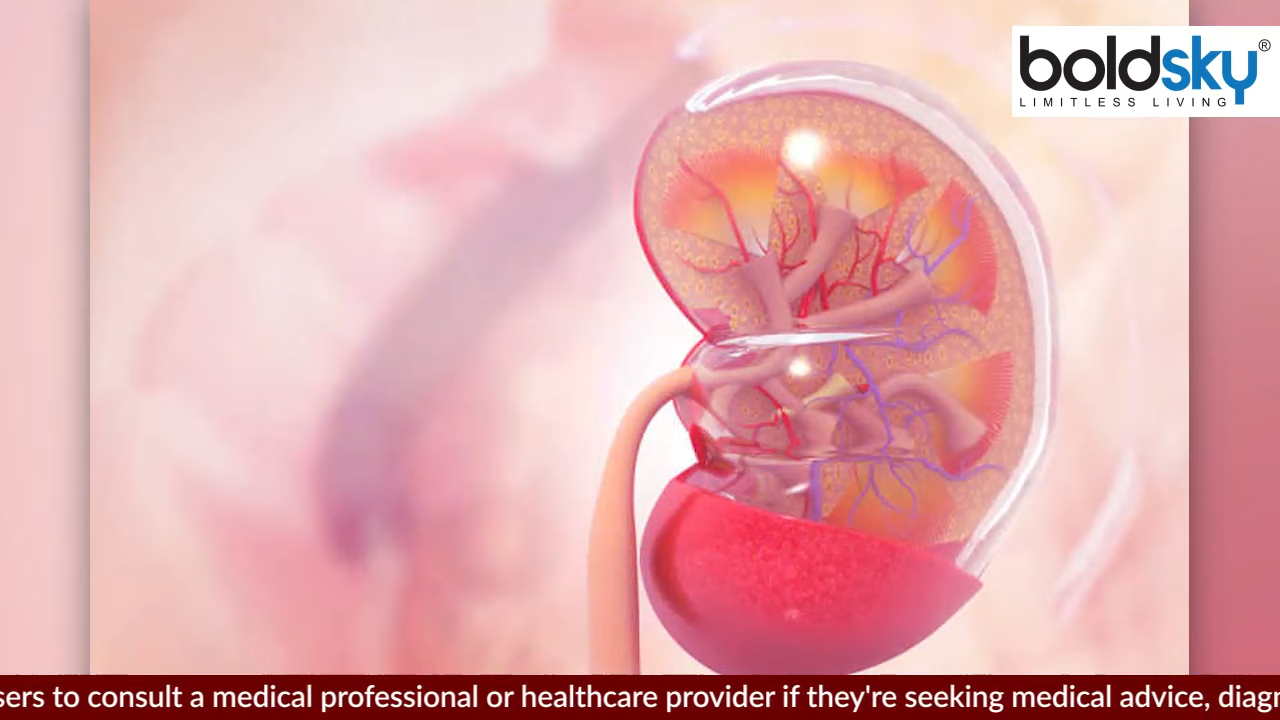 boldsky®
LIMITLESS LIVING
to consult a medical professional or healthcare provider if they're seeking medical advice,